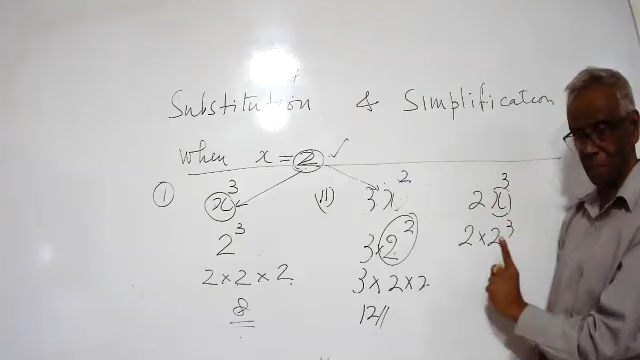 Substitution & Simplification
When x = 2 ✓
① x³ (II) 3x² 2x³
2³ 3×2² 2×2³
2×2×2 3×2×2
8 12//